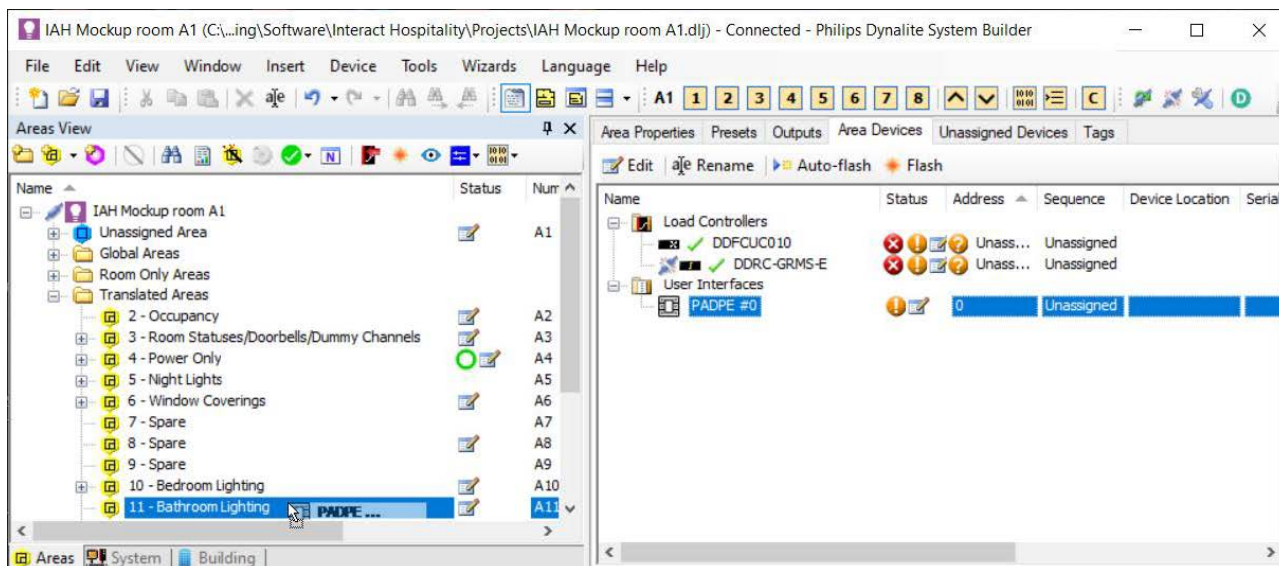 IAH Mockup room A1 (C:\...ing\Software\Interact Hospitality\Projects\IAH Mockup room A1.dlj) - Connected - Philips Dynalite System Builder
File Edit View Window Insert Device Tools Wizards Language Help
A1 1 2 3 4 5 6 7 8 C D
Areas View
N
Name Status Num
IAH Mockup room A1
Unassigned Area A1
Global Areas
Room Only Areas
Translated Areas
2 - Occupancy A2
3 - Room Statuses/Doorbells/Dummy Channels A3
4 - Power Only A4
5 - Night Lights A5
6 - Window Coverings A6
7 - Spare A7
8 - Spare A8
9 - Spare A9
10 - Bedroom Lighting A10
11 - Bathroom Lighting PADPE ... A11
Areas System Building
Area Properties Presets Outputs Area Devices Unassigned Devices Tags
Edit Rename Auto-flash Flash
Name Status Address Sequence Device Location Seria
Load Controllers
DDFCUC010 Unass... Unassigned
DDRC-GRMS-E Unass... Unassigned
User Interfaces
PADPE #0 0 Unassigned